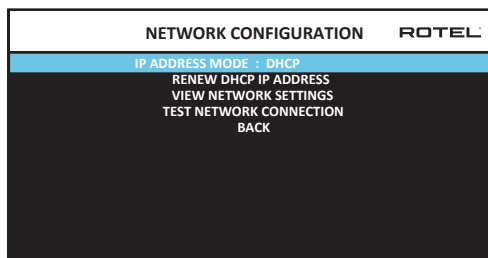 NETWORK CONFIGURATION ROTEL
IP ADDRESS MODE : DHCP
RENEW DHCP IP ADDRESS
VIEW NETWORK SETTINGS
TEST NETWORK CONNECTION
BACK